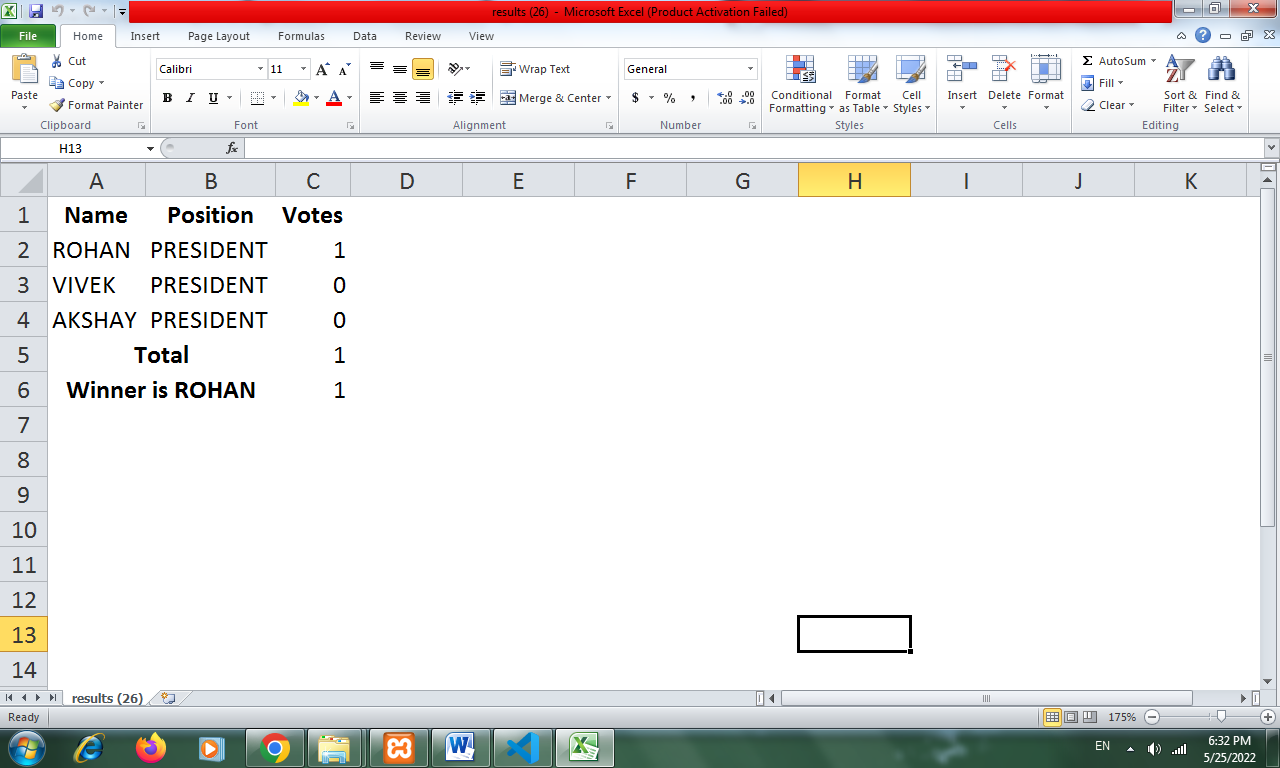 results (26) - Microsoft Excel (Product Activation Failed)
File Home Insert Page Layout Formulas Data Review View
Paste Cut Copy Format Painter Clipboard
Calibri 11 B I U A Font
Wrap Text Merge & Center Alignment
General $ % , Number
Conditional Formatting Format as Table Cell Styles Styles
Insert Delete Format Cells
Σ AutoSum Fill Clear Sort & Filter Find & Select Editing
H13 fx
A B C D E F G H I J K
1 Name Position Votes
2 ROHAN PRESIDENT 1
3 VIVEK PRESIDENT 0
4 AKSHAY PRESIDENT 0
5 Total 1
6 Winner is ROHAN 1
7
8
9
10
11
12
13
14
results (26)
Ready 175%
EN 6:32 PM
5/25/2022